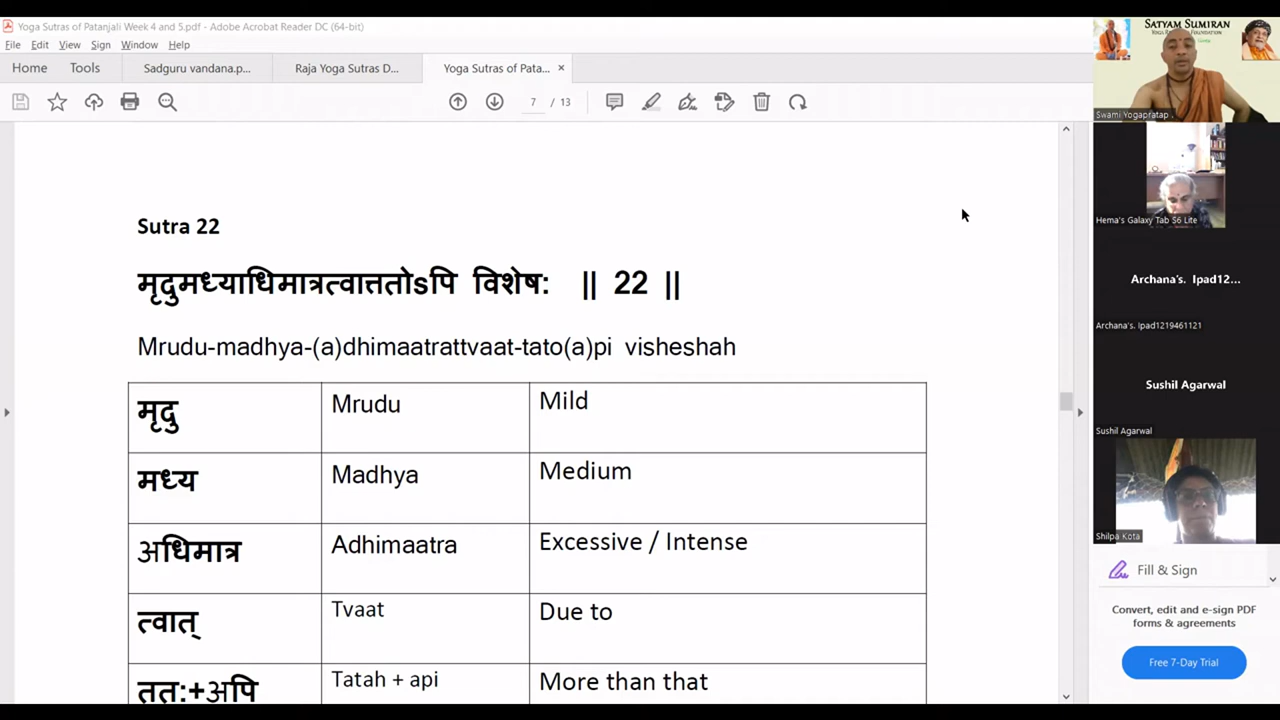 Yoga Sutras of Patanjali Week 4 and 5.pdf - Adobe Acrobat Reader DC (64-bit)
File Edit View Sign Window Help
Home Tools Sadguru vandana.p... Raja Yoga Sutras D... Yoga Sutras of Pata... ×
7 / 13
Sutra 22
मृदुमध्याधिमात्रत्वात्ततोऽपि विशेष: || 22 ||
Mrudu-madhya-(a)dhimaatrattvaat-tato(a)pi visheshah
मृदु Mrudu Mild
मध्य Madhya Medium
अधिमात्र Adhimaatra Excessive / Intense
त्वात् Tvaat Due to
तत:+अपि Tatah + api More than that
SATYAM SUMIRAN
Swami Yogapratap .
Hema's Galaxy Tab S6 Lite
Archana's. Ipad12...
Archana's. Ipad1219461121
Sushil Agarwal
Sushil Agarwal
Shilpa Kota
Fill & Sign
Convert, edit and e-sign PDF
forms & agreements
Free 7-Day Trial